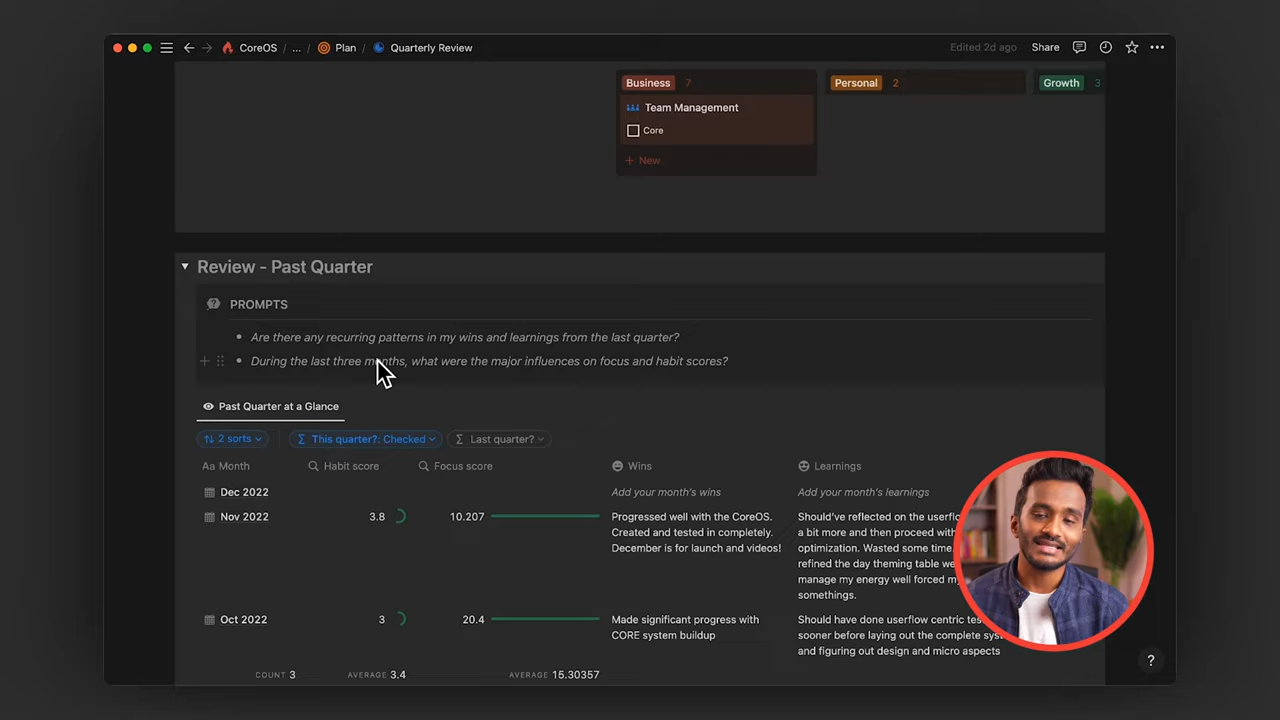 CoreOS / ... / Plan / Quarterly Review
Edited 2d ago Share
Business 7
Personal 2
Growth 3
Team Management
Core
+ New
Review - Past Quarter
PROMPTS
• Are there any recurring patterns in my wins and learnings from the last quarter?
• During the last three months, what were the major influences on focus and habit scores?
Past Quarter at a Glance
2 sorts
This quarter?: Checked
Last quarter?
Aa Month
Habit score
Focus score
Wins
Learnings
Dec 2022
Add your month's wins
Add your month's learnings
Nov 2022
3.8
10.207
Progressed well with the CoreOS.
Created and tested in completely.
December is for launch and videos!
Should've reflected on the userflo
a bit more and then proceed with
optimization. Wasted some time,
refined the day theming table we
manage my energy well forced my
somethings.
Oct 2022
3
20.4
Made significant progress with
CORE system buildup
Should have done userflow centric tes
sooner before laying out the complete sys
and figuring out design and micro aspects
COUNT 3
AVERAGE 3.4
AVERAGE 15.30357
?